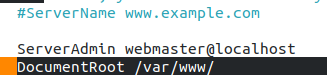 #ServerName www.example.com
ServerAdmin webmaster@localhost
DocumentRoot /var/www/